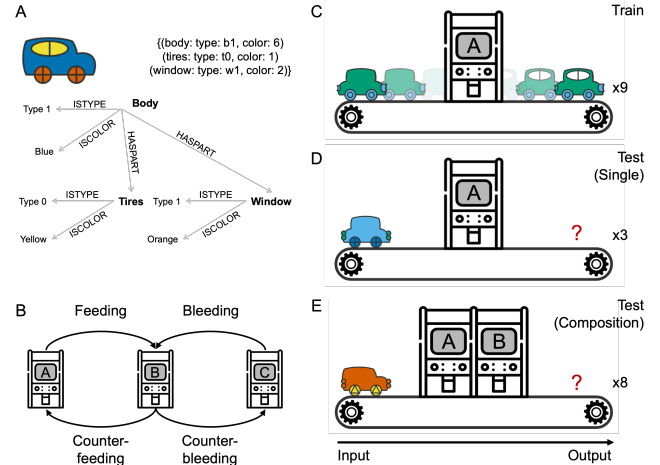 A
{(body: type: b1, color: 6)
(tires: type: t0, color: 1)
(window: type: w1, color: 2)}
Type 1
ISTYPE
Body
ISCOLOR
HASPART
HASPART
Blue
Type 0
ISTYPE
Tires
Type 1
ISTYPE
Window
ISCOLOR
ISCOLOR
Yellow
Orange
B
Feeding
Bleeding
A
B
C
Counter-
feeding
Counter-
bleeding
C
Train
A
x9
D
Test
(Single)
A
?
x3
E
Test
(Composition)
A
B
?
x8
Input
Output